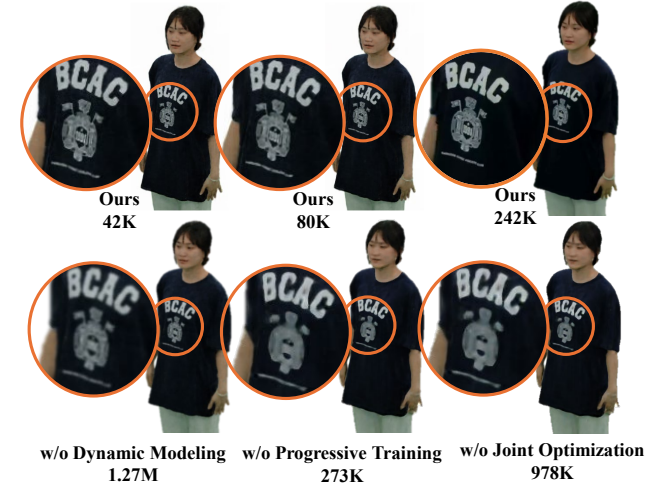 BCAC
BCAC
BCAC
BCAC
BCAC
BCAC
Ours
42K
Ours
80K
Ours
242K
BCAC
BCAC
BCAC
BCAC
BCAC
BCAC
w/o Dynamic Modeling
1.27M
w/o Progressive Training
273K
w/o Joint Optimization
978K